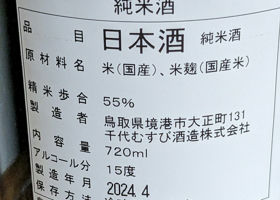 純米酒
品目 日本酒 純米酒
原材料名 米(国産)、米麹(国産米)
精米歩合 55%
製造者 鳥取県境港市大正町131
千代むすび酒造株式会社
内容量 720ml
アルコール分 15度
製造年月 2024.4
保存方法